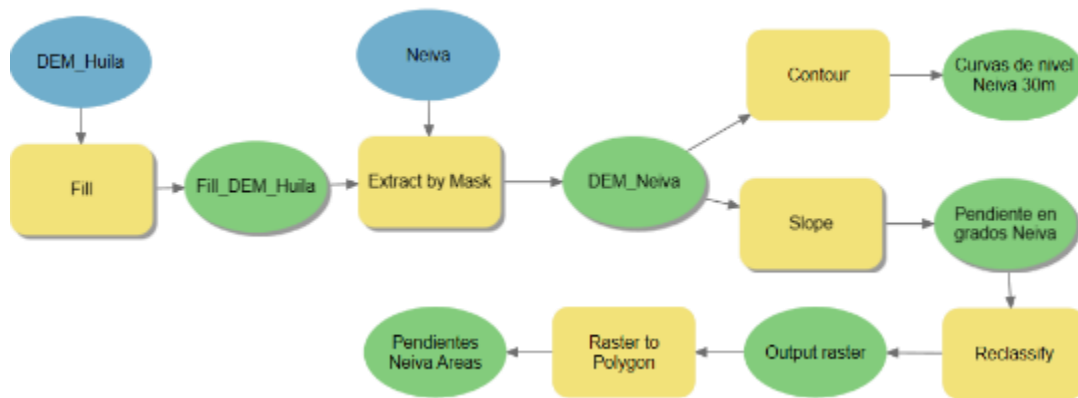 DEM_Huila
Neiva
Contour
Curvas de nivel
Neiva 30m
Fill
Fill_DEM_Huila
Extract by Mask
DEM_Neiva
Slope
Pendiente en
grados Neiva
Pendientes
Neiva Areas
Raster to
Polygon
Output raster
Reclassify